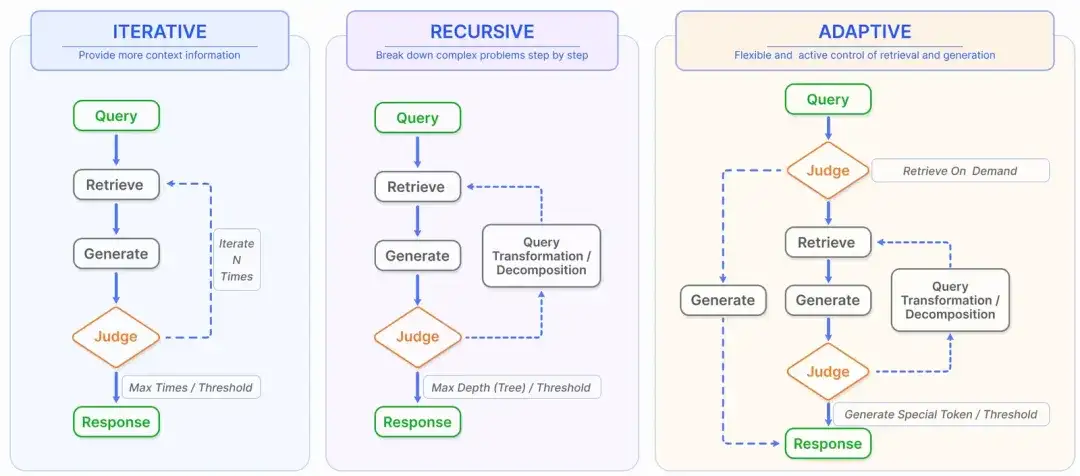 ITERATIVE
Provide more context information
Query
Retrieve
Generate
Iterate
N
Times
Judge
Max Times / Threshold
Response
RECURSIVE
Break down complex problems step by step
Query
Retrieve
Generate
Query
Transformation /
Decomposition
Judge
Max Depth (Tree) / Threshold
Response
ADAPTIVE
Flexible and active control of retrieval and generation
Query
Judge
Retrieve On Demand
Retrieve
Generate
Generate
Query
Transformation /
Decomposition
Judge
Generate Special Token / Threshold
Response